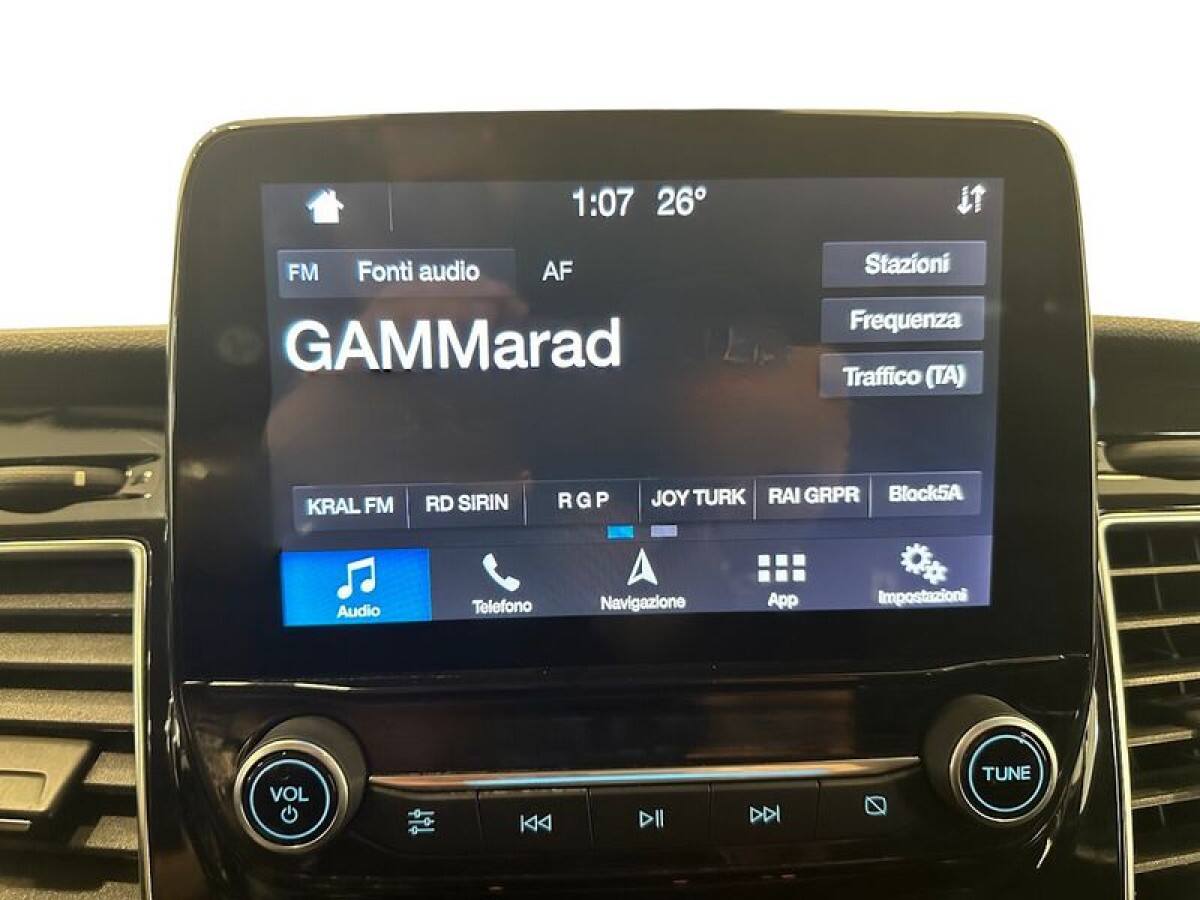 1:07 26°
FM Fonti audio AF
Stazioni
GAMMarad
Frequenza
Traffico (TA)
KRAL FM RD SIRIN R G P JOY TURK RAI GRPR Block5A
Audio Telefono Navigazione App Impostazioni
VOL
TUNE